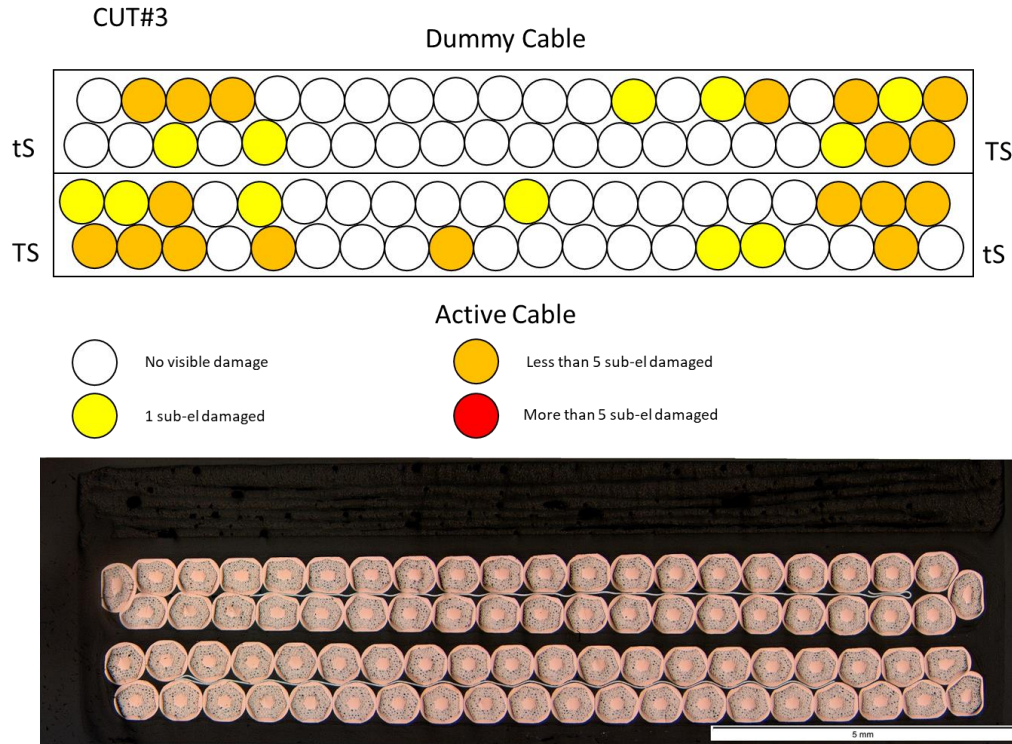 CUT#3
Dummy Cable
tS
TS
TS
tS
Active Cable
No visible damage
Less than 5 sub-el damaged
1 sub-el damaged
More than 5 sub-el damaged
5 mm